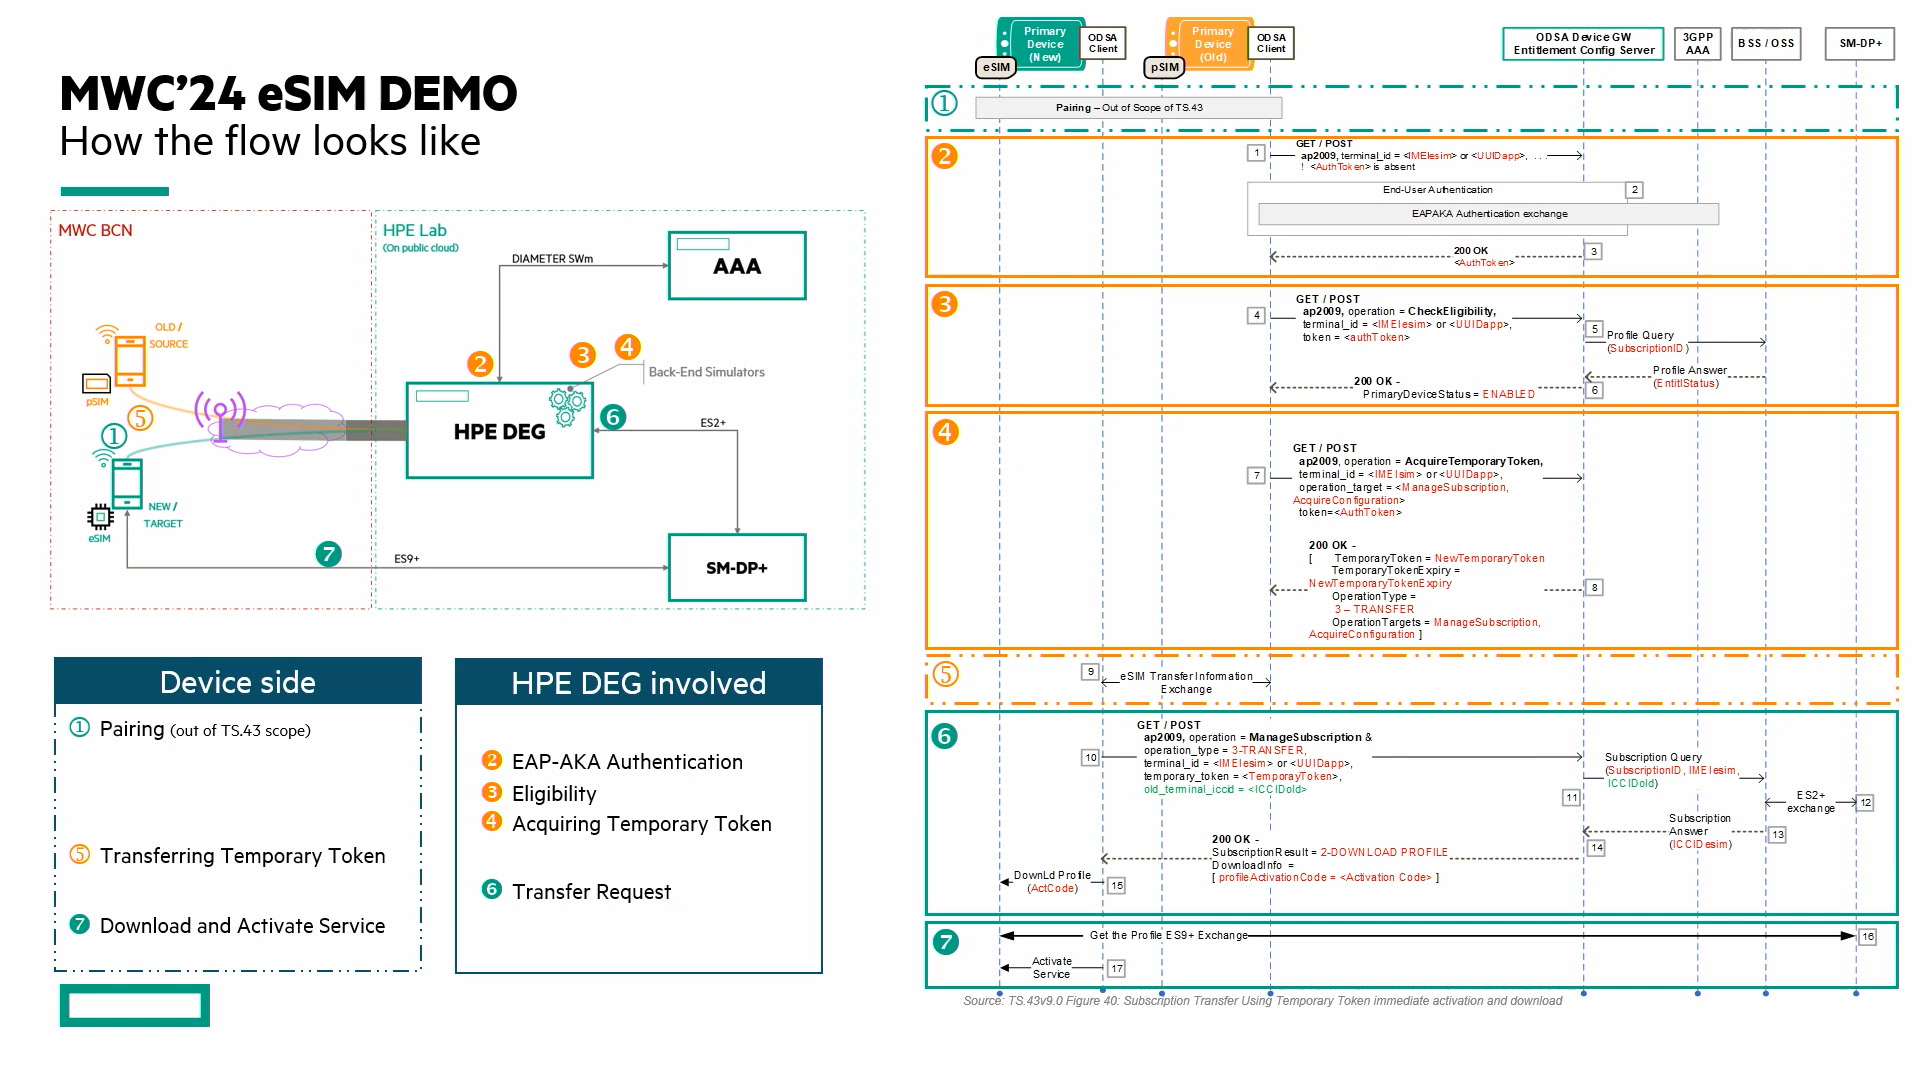 MWC’24 eSIM DEMO
How the flow looks like
MWC BCN
HPE Lab
(On public cloud)
DIAMETER SWm
AAA
OLD /
SOURCE
pSIM
5
1
2
3
4
Back-End Simulators
HPE DEG
6
ES2+
NEW /
TARGET
eSIM
7
ES9+
SM-DP+
Device side
1 Pairing (out of TS.43 scope)
5 Transferring Temporary Token
7 Download and Activate Service
HPE DEG involved
2 EAP-AKA Authentication
3 Eligibility
4 Acquiring Temporary Token
6 Transfer Request
Primary
Device
(New)
ODSA
Client
eSIM
Primary
Device
(Old)
ODSA
Client
pSIM
ODSA Device GW
Entitlement Config Server
3GPP
AAA
BSS / OSS
SM-DP+
1
Pairing – Out of Scope of TS.43
2
1
GET / POST
ap2009, terminal_id = <IMEIesim> or <UUIDapp>, ...
! <AuthToken> is absent
End-User Authentication
2
EAPAKA Authentication exchange
200 OK
<AuthToken>
3
3
4
GET / POST
ap2009, operation = CheckEligibility,
terminal_id = <IMEIesim> or <UUIDapp>,
token = <authToken>
5
Profile Query
(SubscriptionID )
Profile Answer
(EntitlStatus)
6
200 OK -
PrimaryDeviceStatus = ENABLED
4
7
GET / POST
ap2009, operation = AcquireTemporaryToken,
terminal_id = <IMEIsim> or <UUIDapp>,
operation_target = <ManageSubscription,
AcquireConfiguration>
token=<AuthToken>
200 OK -
[ TemporaryToken = NewTemporaryToken
TemporaryTokenExpiry =
NewTemporaryTokenExpiry
OperationType =
3 – TRANSFER
OperationTargets = ManageSubscription,
AcquireConfiguration ]
8
5
9
eSIM Transfer Information
Exchange
6
10
GET / POST
ap2009, operation = ManageSubscription &
operation_type = 3-TRANSFER,
terminal_id = <IMEIesim> or <UUIDapp>,
temporary_token = <TemporayToken>,
old_terminal_iccid = <ICCIDold>
11
Subscription Query
(SubscriptionID, IMEIesim,
ICCIDold)
ES2+
exchange
12
Subscription
Answer
(ICCIDesim)
13
14
200 OK -
SubscriptionResult = 2-DOWNLOAD PROFILE
DownloadInfo =
[ profileActivationCode = <Activation Code> ]
DownLd Profile
(ActCode)
15
7
Get the Profile ES9+ Exchange
16
Activate
Service
17
Source: TS.43v9.0 Figure 40: Subscription Transfer Using Temporary Token immediate activation and download